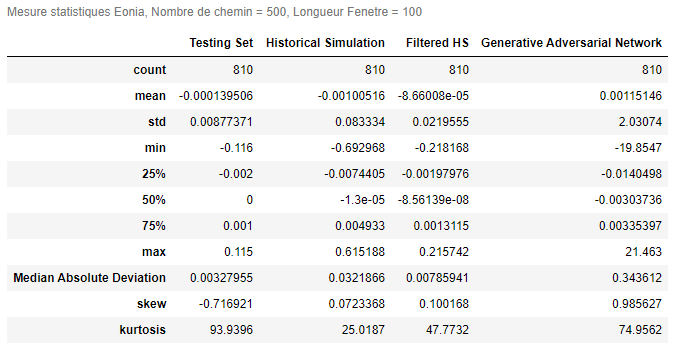 Mesure statistiques Eonia, Nombre de chemin = 500, Longueur Fenetre = 100
Testing Set Historical Simulation Filtered HS Generative Adversarial Network
count 810 810 810 810
mean -0.000139506 -0.00100516 -8.66008e-05 0.00115146
std 0.00877371 0.083334 0.0219555 2.03074
min -0.116 -0.692968 -0.218168 -19.8547
25% -0.002 -0.0074405 -0.00197976 -0.0140498
50% 0 -1.3e-05 -8.56139e-08 -0.00303736
75% 0.001 0.004933 0.0013115 0.00335397
max 0.115 0.615188 0.215742 21.463
Median Absolute Deviation 0.00327955 0.0321866 0.00785941 0.343612
skew -0.716921 0.0723368 0.100168 0.985627
kurtosis 93.9396 25.0187 47.7732 74.9562